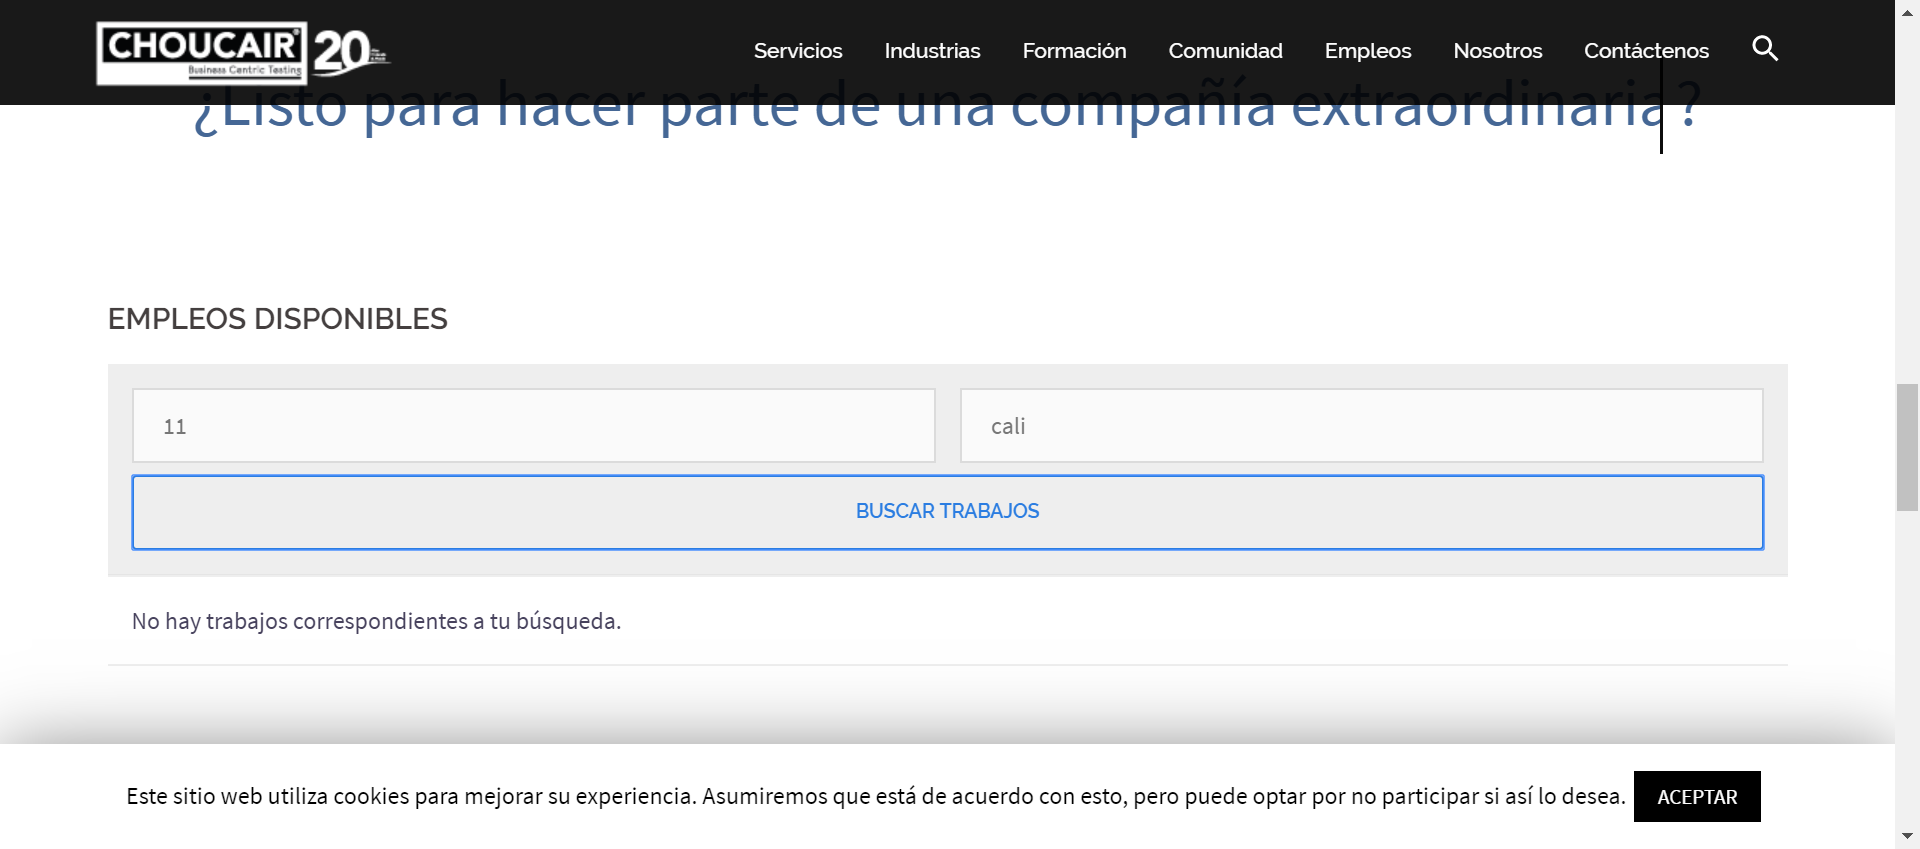 CHOUCAIR
Business Centric Testing
20
Servicios Industrias Formación Comunidad Empleos Nosotros Contáctenos
¿Listo para hacer parte de una compañía extraordinaria?
EMPLEOS DISPONIBLES
11 cali
BUSCAR TRABAJOS
No hay trabajos correspondientes a tu búsqueda.
Este sitio web utiliza cookies para mejorar su experiencia. Asumiremos que está de acuerdo con esto, pero puede optar por no participar si así lo desea. ACEPTAR